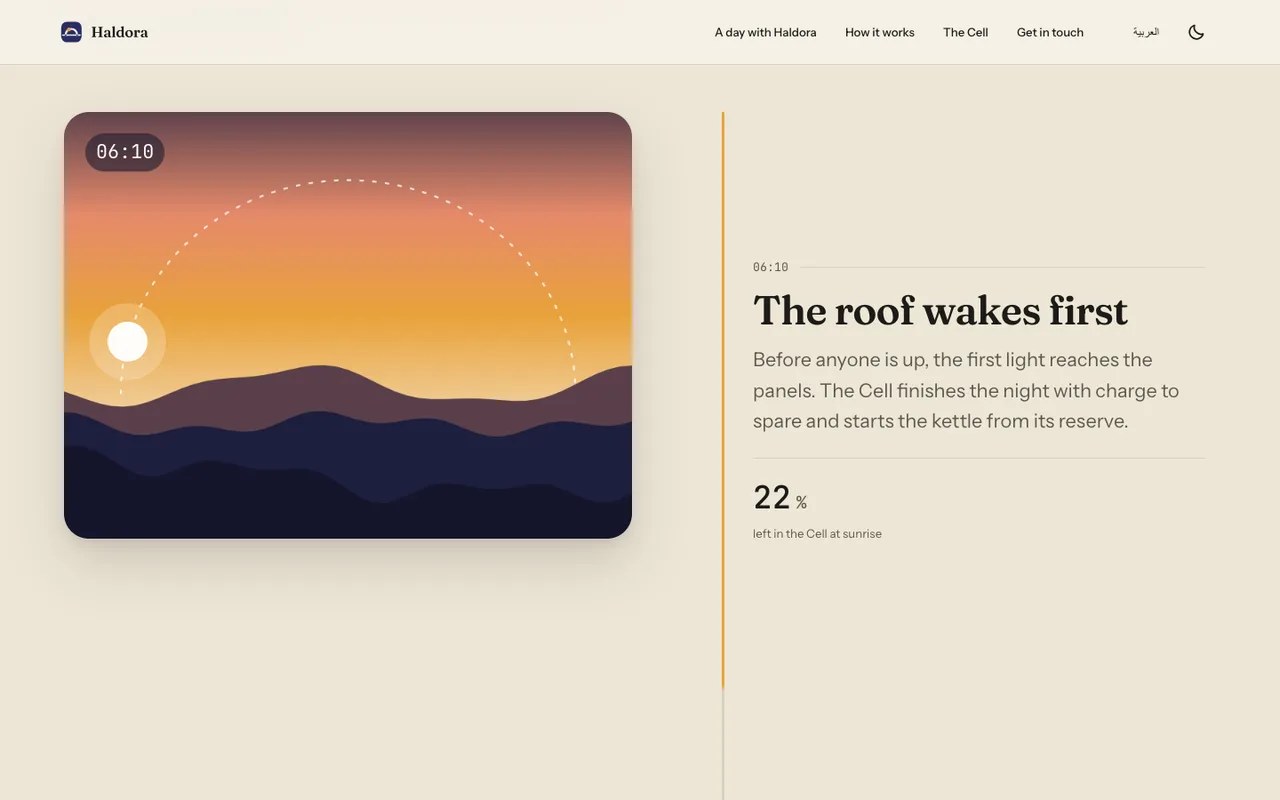 Haldora
A day with Haldora
How it works
The Cell
Get in touch
العربية
06:10
06:10
The roof wakes first
Before anyone is up, the first light reaches the
panels. The Cell finishes the night with charge to
spare and starts the kettle from its reserve.
22 %
left in the Cell at sunrise